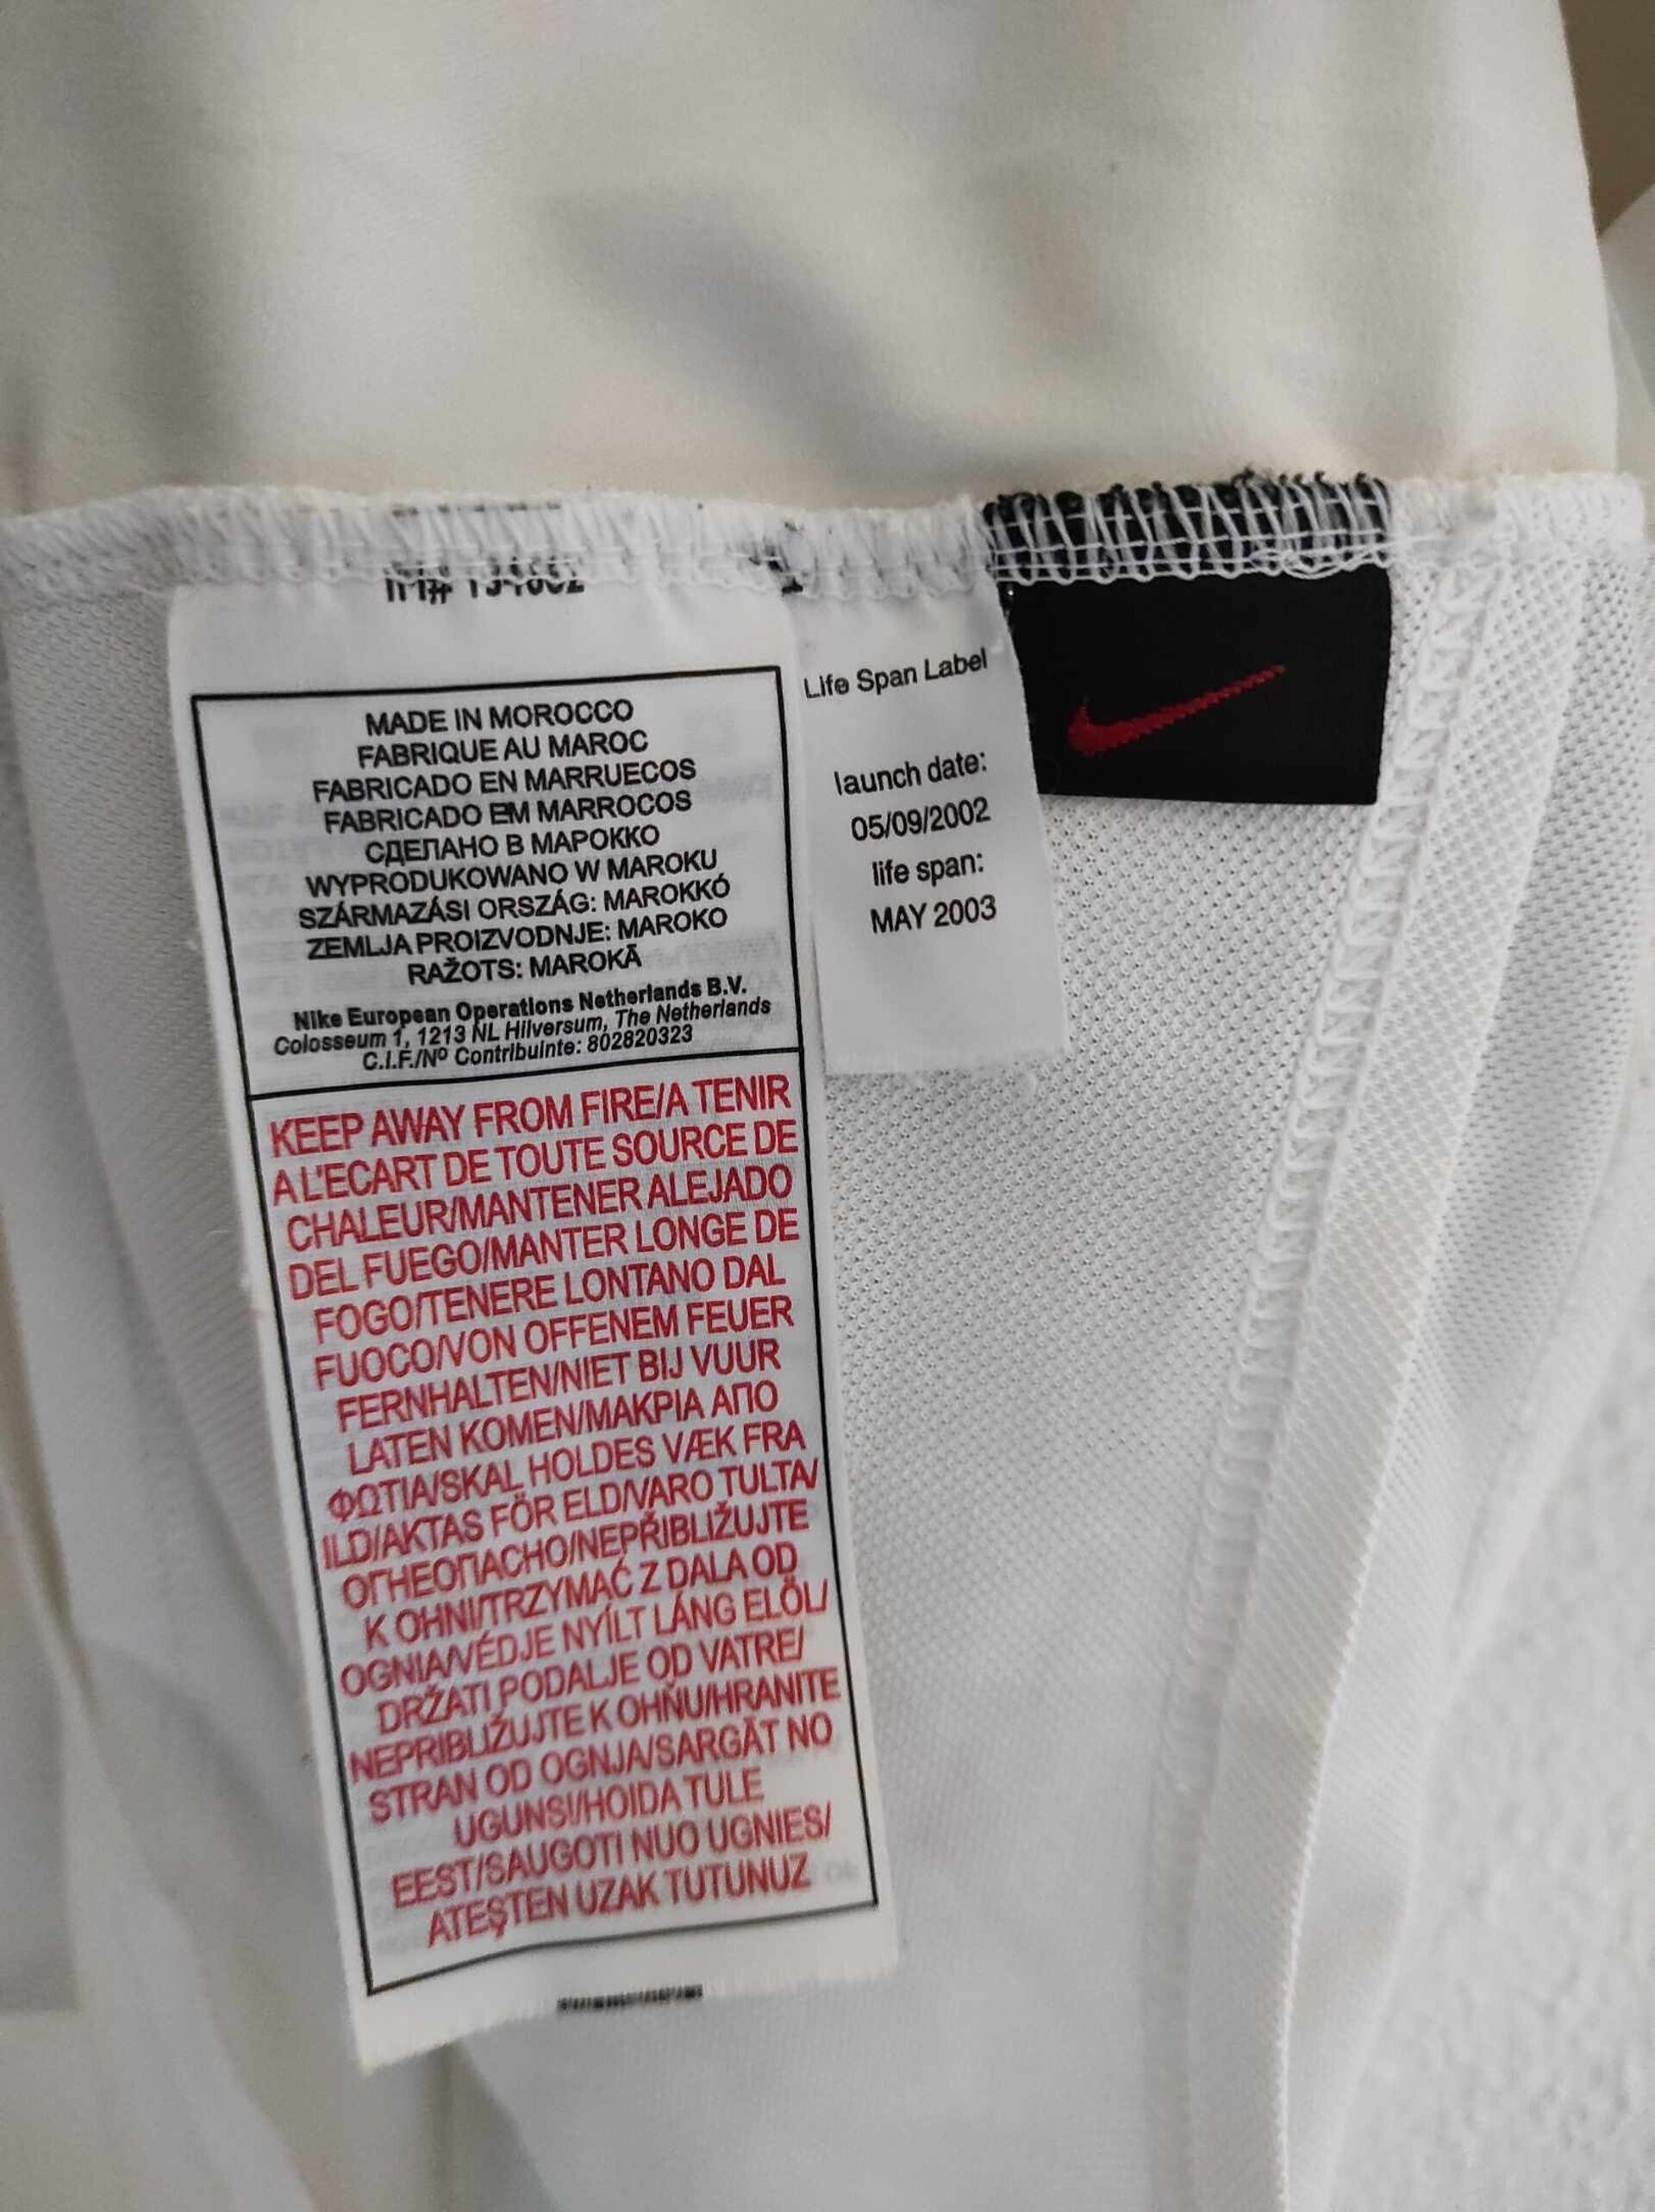 MADE IN MOROCCO
FABRIQUE AU MAROC
FABRICADO EN MARRUECOS
FABRICADO EM MARROCOS
СДЕЛАНО В МАРОККО
WYPRODUKOWANO W MAROKU
SZÁRMAZÁSI ORSZÁG: MAROKKÓ
ZEMLJA PROIZVODNJE: MAROKO
RAŽOTS: MAROKĀ
Nike European Operations Netherlands B.V.
Colosseum 1, 1213 NL Hilversum, The Netherlands
C.I.F./Nº Contribuinte: 802820323
KEEP AWAY FROM FIRE/A TENIR
A L'ECART DE TOUTE SOURCE DE
CHALEUR/MANTENER ALEJADO
DEL FUEGO/MANTER LONGE DE
FOGO/TENERE LONTANO DAL
FUOCO/VON OFFENEM FEUER
FERNHALTEN/NIET BIJ VUUR
LATEN KOMEN/ΜΑΚΡΙΑ ΑΠΟ
ΦΩΤΙΑ/SKAL HOLDES VÆK FRA
ILD/AKTAS FÖR ELD/VARO TULTA/
ОГНЕОПАСНО/NEPŘIBLIŽUJTE
K OHNI/TRZYMAĆ Z DALA OD
OGNIA/VÉDJE NYÍLT LÁNG ELŐL/
DRŽATI PODALJE OD VATRE/
NEPRIBLIŽUJTE K OHŇU/HRANITE
STRAN OD OGNJA/SARGĀT NO
UGUNS!/HOIDA TULE
EEST/SAUGOTI NUO UGNIES/
ATEŞTEN UZAK TUTUNUZ
Life Span Label
launch date:
05/09/2002
life span:
MAY 2003